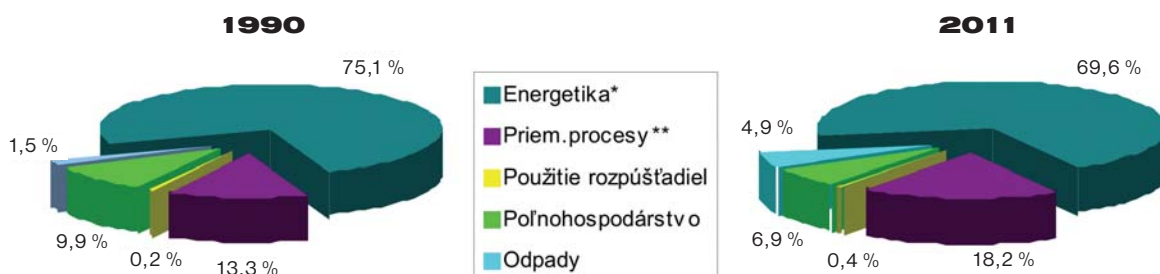 1990
75,1 %
1,5 %
9,9 %
0,2 %
13,3 %
Energetika*
Priem.procesy **
Použitie rozpúšťadiel
Poľnohospodárstvo
Odpady
2011
69,6 %
4,9 %
6,9 %
0,4 %
18,2 %